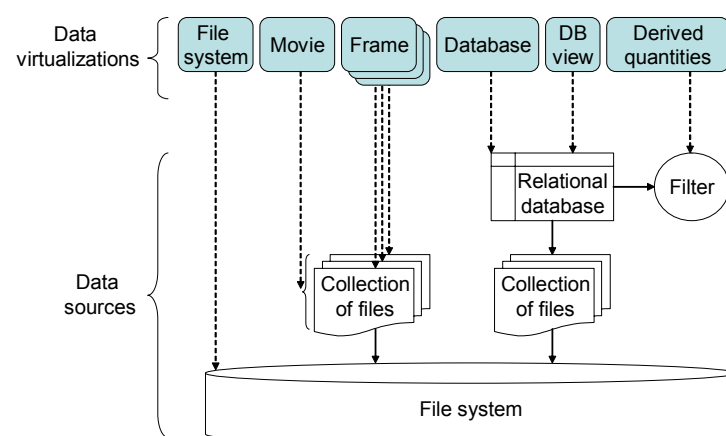 Data
virtualizations
File
system
Movie
Frame
Database
DB
view
Derived
quantities
Data
sources
Relational
database
Filter
Collection
of files
Collection
of files
File system